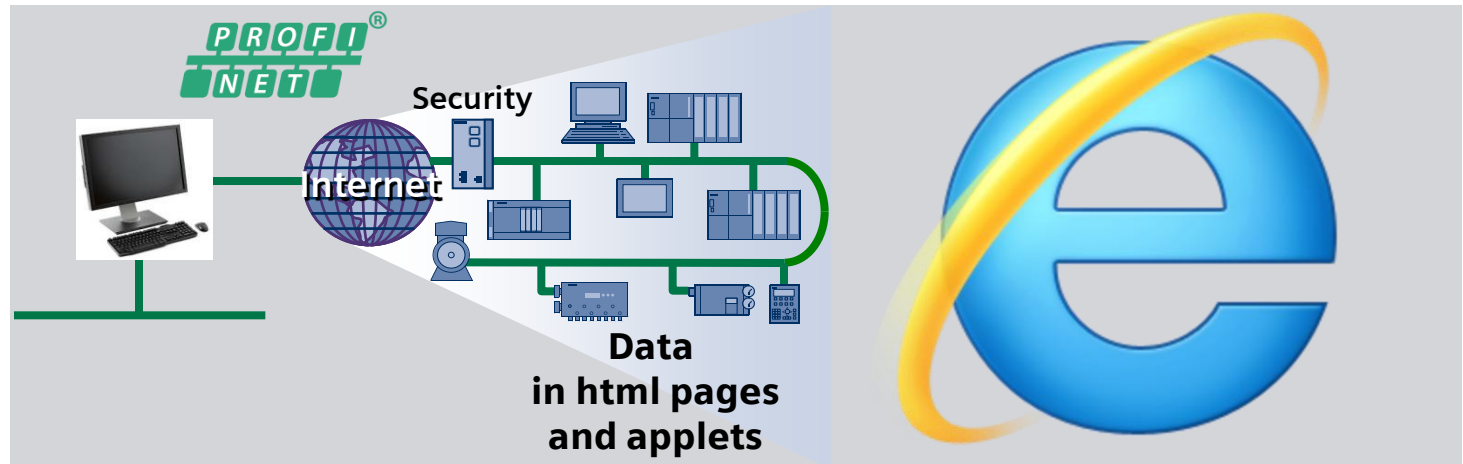 PROFI®
NET
Security
Internet
Data
in html pages
and applets